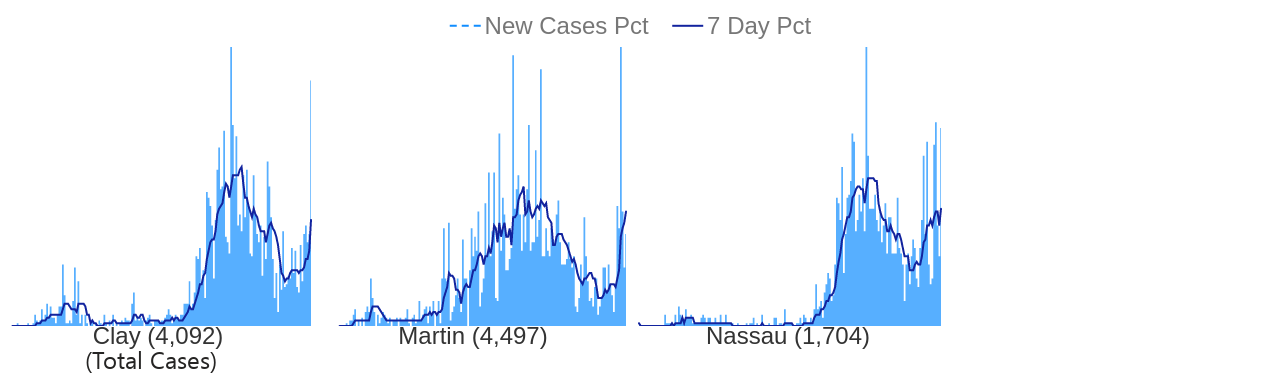 New Cases Pct 7 Day Pct
Clay (4,092) Martin (4,497) Nassau (1,704)
(Total Cases)